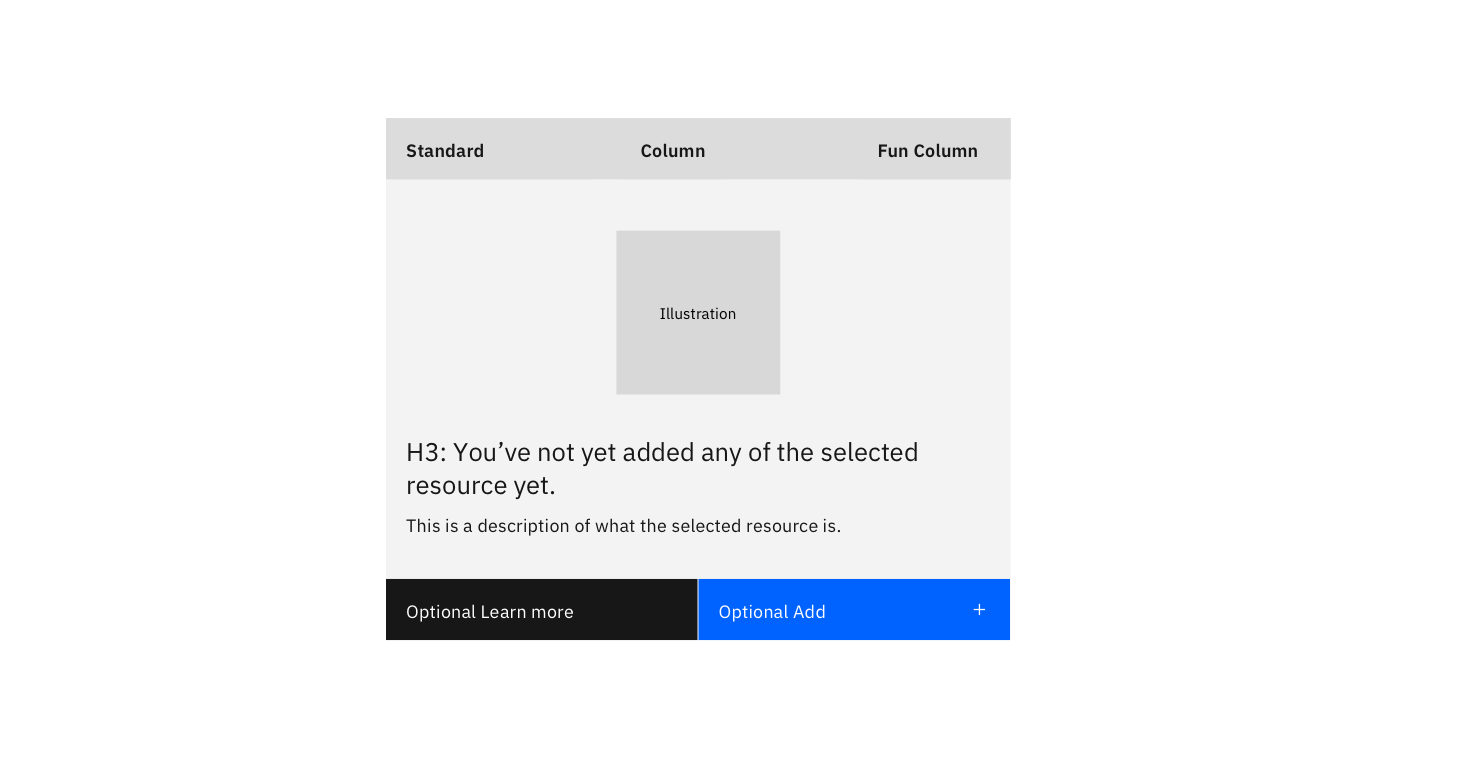 Standard Column Fun Column
Illustration
H3: You’ve not yet added any of the selected
resource yet.
This is a description of what the selected resource is.
Optional Learn more Optional Add +